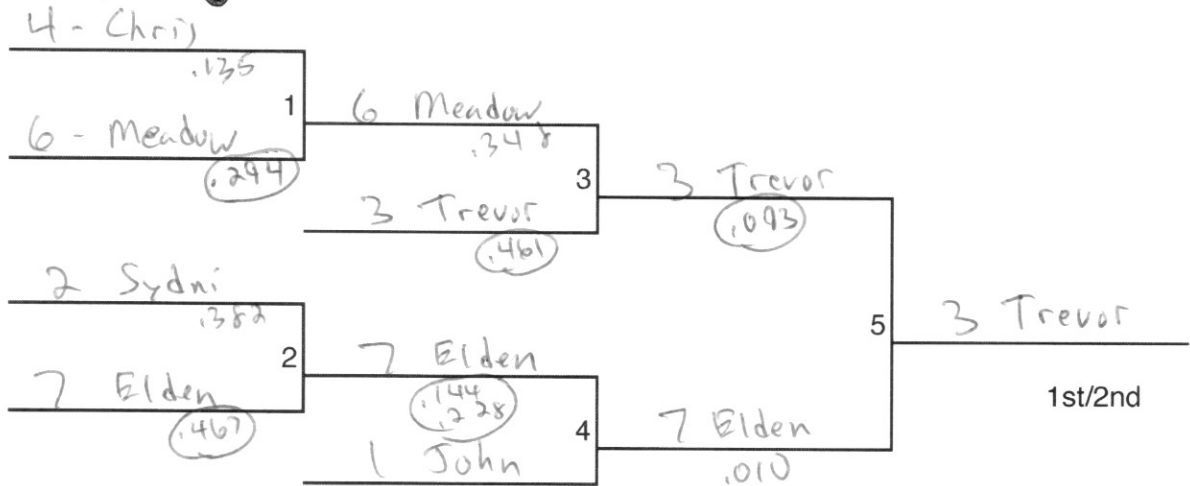 4 - Chris
.135
1
6 - Meadow
.294
6 Meadow
.348
3
3 Trevor
.461
3 Trevor
.093
2 Sydni
.382
2
7 Elden
.467
7 Elden
.144
.228
4
1 John
7 Elden
.010
5
3 Trevor
1st/2nd